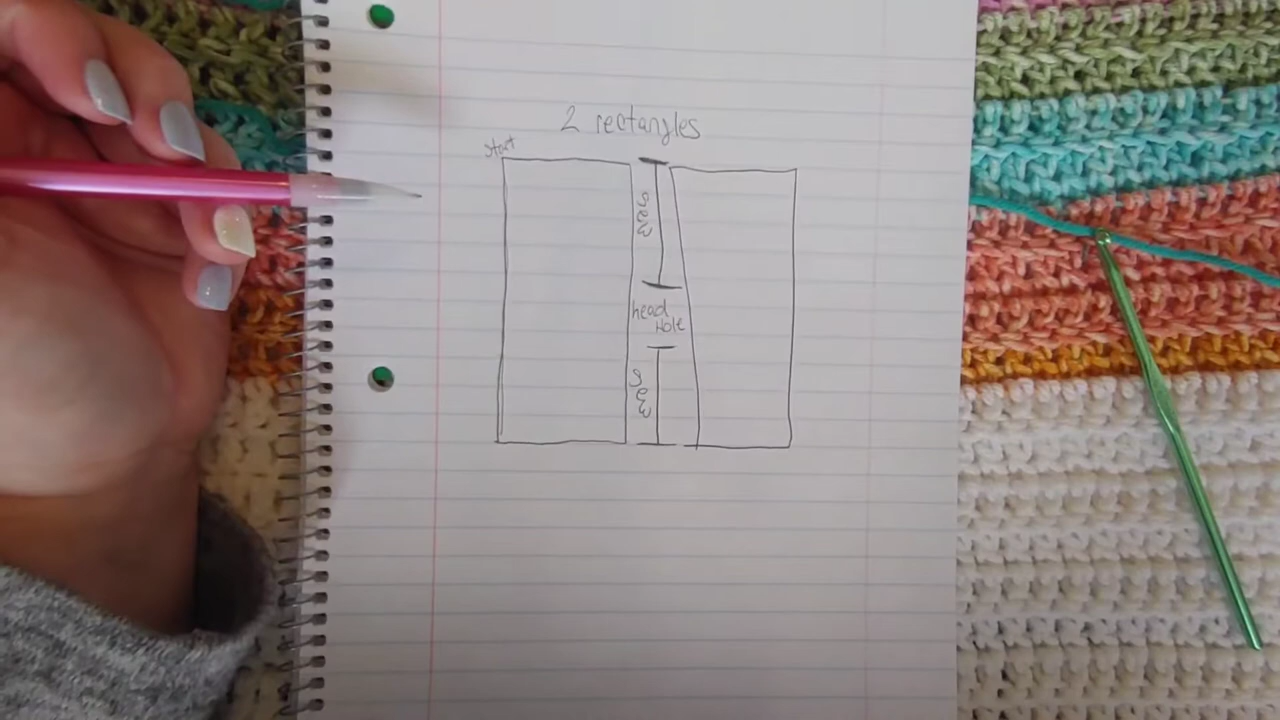 2 rectangles
start
sew
head
Hole
sew